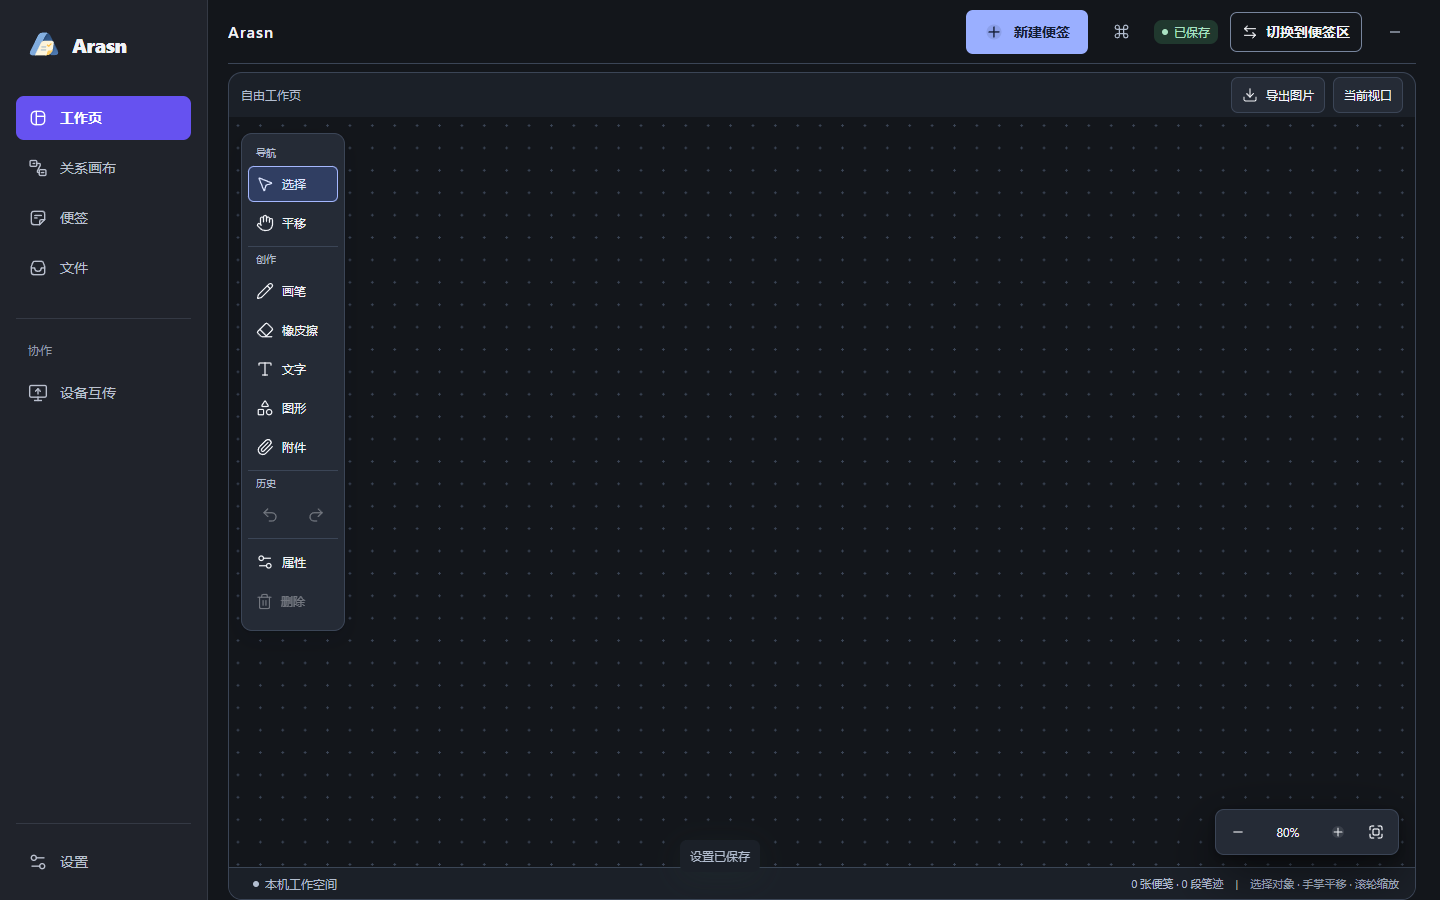 Arasn
工作页
关系画布
便签
文件
协作
设备互传
设置
Arasn
新建便签
已保存
切换到便签区
自由工作页
导出图片
当前视口
导航
选择
平移
创作
画笔
橡皮擦
文字
图形
附件
历史
属性
删除
80%
设置已保存
本机工作空间
0 张便笺 · 0 段笔迹 | 选择对象 · 手掌平移 · 滚轮缩放